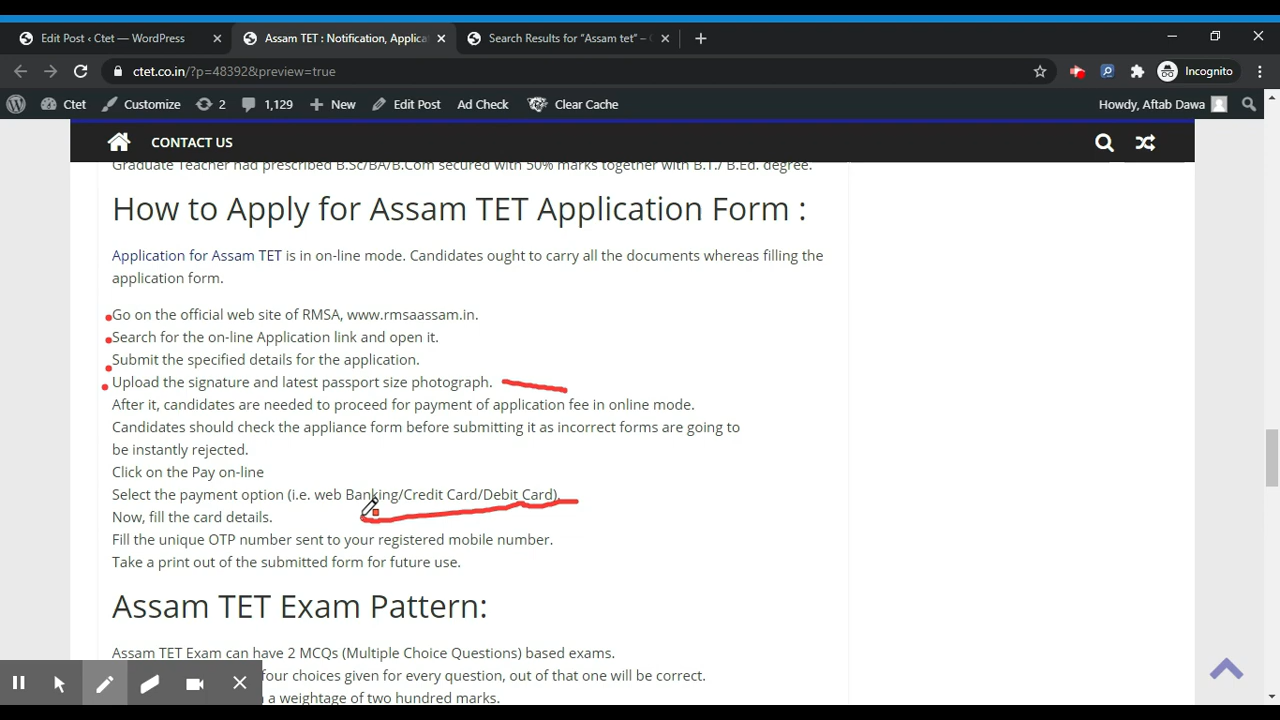 Edit Post ‹ Ctet — WordPress
Assam TET : Notification, Applica
Search Results for “Assam tet” –
ctet.co.in/?p=48392&preview=true
Incognito
Ctet Customize 2 1,129 New Edit Post Ad Check Clear Cache Howdy, Aftab Dawa
CONTACT US
Graduate Teacher had prescribed B.Sc/BA/B.Com secured with 50% marks together with B.T./ B.Ed. degree.
How to Apply for Assam TET Application Form :
Application for Assam TET is in on-line mode. Candidates ought to carry all the documents whereas filling the
application form.
Go on the official web site of RMSA, www.rmsaassam.in.
Search for the on-line Application link and open it.
Submit the specified details for the application.
Upload the signature and latest passport size photograph.
After it, candidates are needed to proceed for payment of application fee in online mode.
Candidates should check the appliance form before submitting it as incorrect forms are going to
be instantly rejected.
Click on the Pay on-line
Select the payment option (i.e. web Banking/Credit Card/Debit Card).
Now, fill the card details.
Fill the unique OTP number sent to your registered mobile number.
Take a print out of the submitted form for future use.
Assam TET Exam Pattern:
Assam TET Exam can have 2 MCQs (Multiple Choice Questions) based exams.
four choices given for every question, out of that one will be correct.
a weightage of two hundred marks.